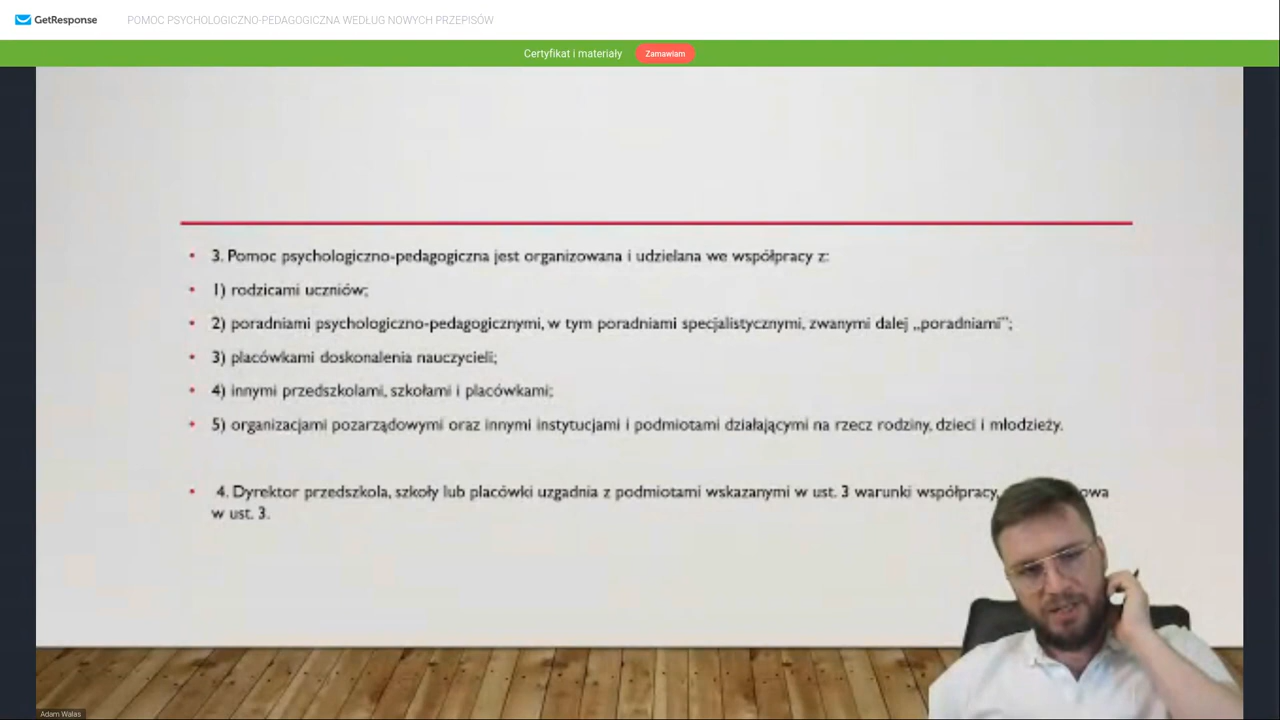 GetResponse
POMOC PSYCHOLOGICZNO-PEDAGOGICZNA WEDŁUG NOWYCH PRZEPISÓW
Certyfikat i materiały
Zamawiam
• 3. Pomoc psychologiczno-pedagogiczna jest organizowana i udzielana we współpracy z:
• 1) rodzicami uczniów;
• 2) poradniami psychologiczno-pedagogicznymi, w tym poradniami specjalistycznymi, zwanymi dalej „poradniami”;
• 3) placówkami doskonalenia nauczycieli;
• 4) innymi przedszkolami, szkołami i placówkami;
• 5) organizacjami pozarządowymi oraz innymi instytucjami i podmiotami działającymi na rzecz rodziny, dzieci i młodzieży.
• 4. Dyrektor przedszkola, szkoły lub placówki uzgadnia z podmiotami wskazanymi w ust. 3 warunki współpracy, owa
w ust. 3.
Adam Walas